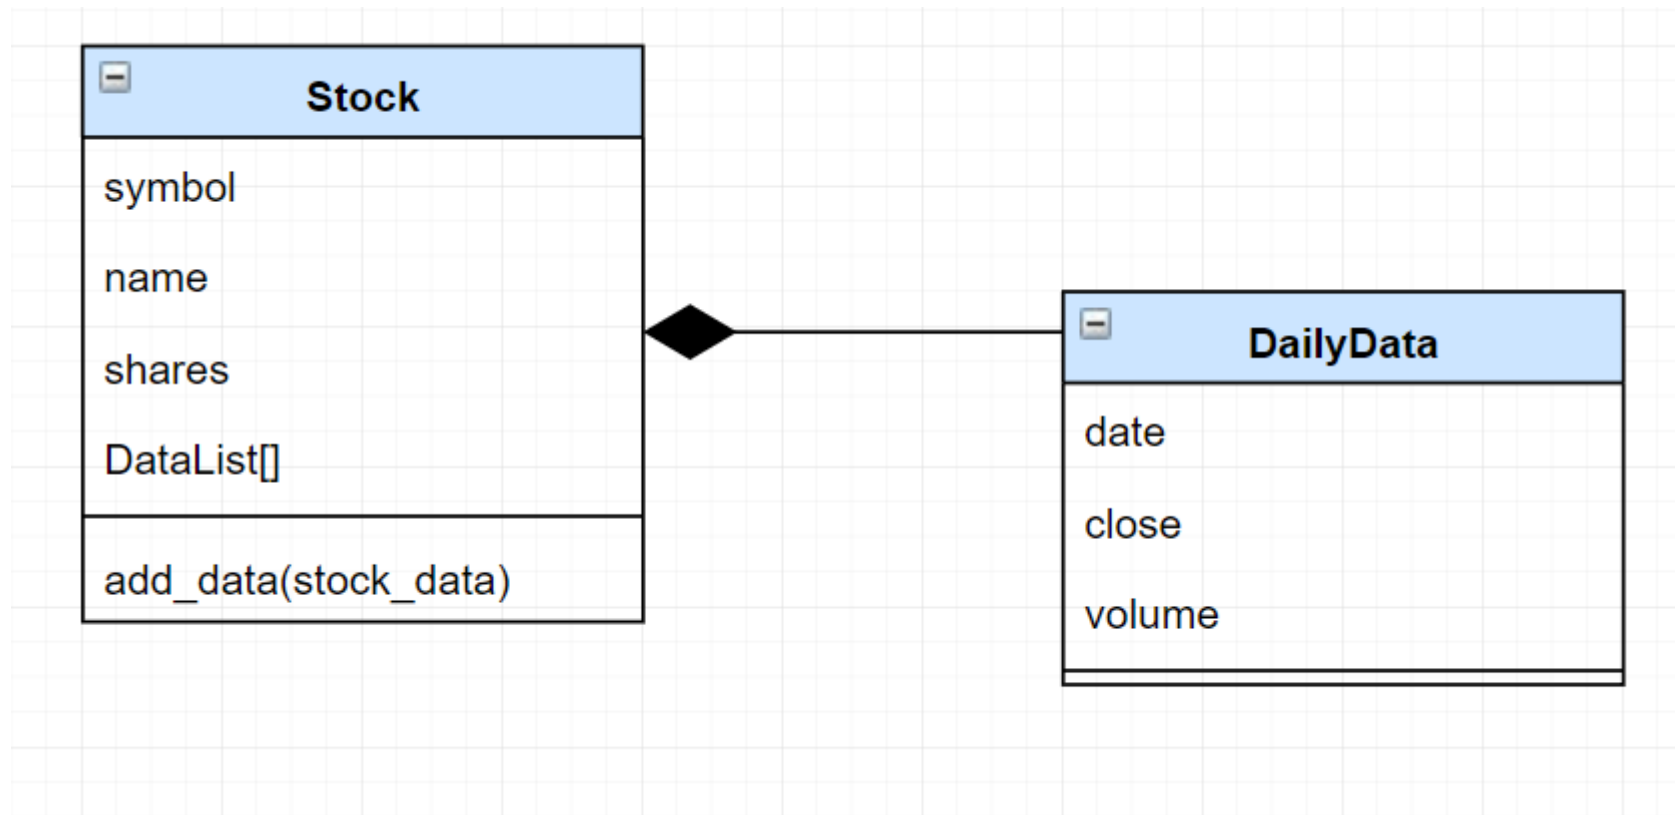 Stock
symbol
name
shares
DataList[]
add_data(stock_data)
DailyData
date
close
volume